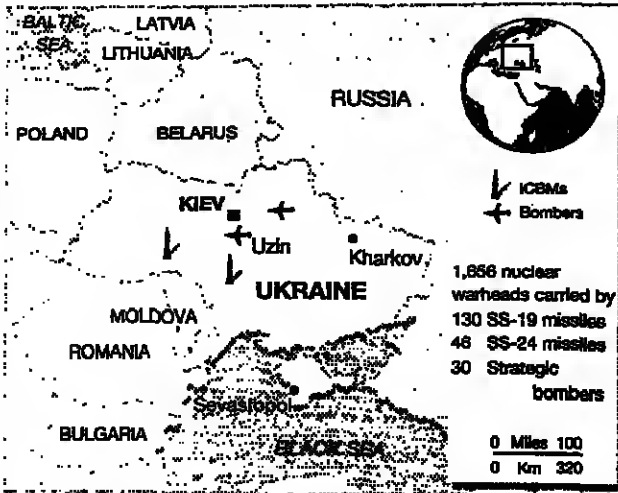 BALTIC
SEA
LATVIA
LITHUANIA
RUSSIA
POLAND
BELARUS
KIEV
Uzin
Kharkov
UKRAINE
MOLDOVA
ROMANIA
Sevastopol
BULGARIA
BLACK SEA
ICBMs
Bombers
1,656 nuclear
warheads carried by
130 SS-19 missiles
46 SS-24 missiles
30 Strategic
bombers
0 Miles 100
0 Km 320